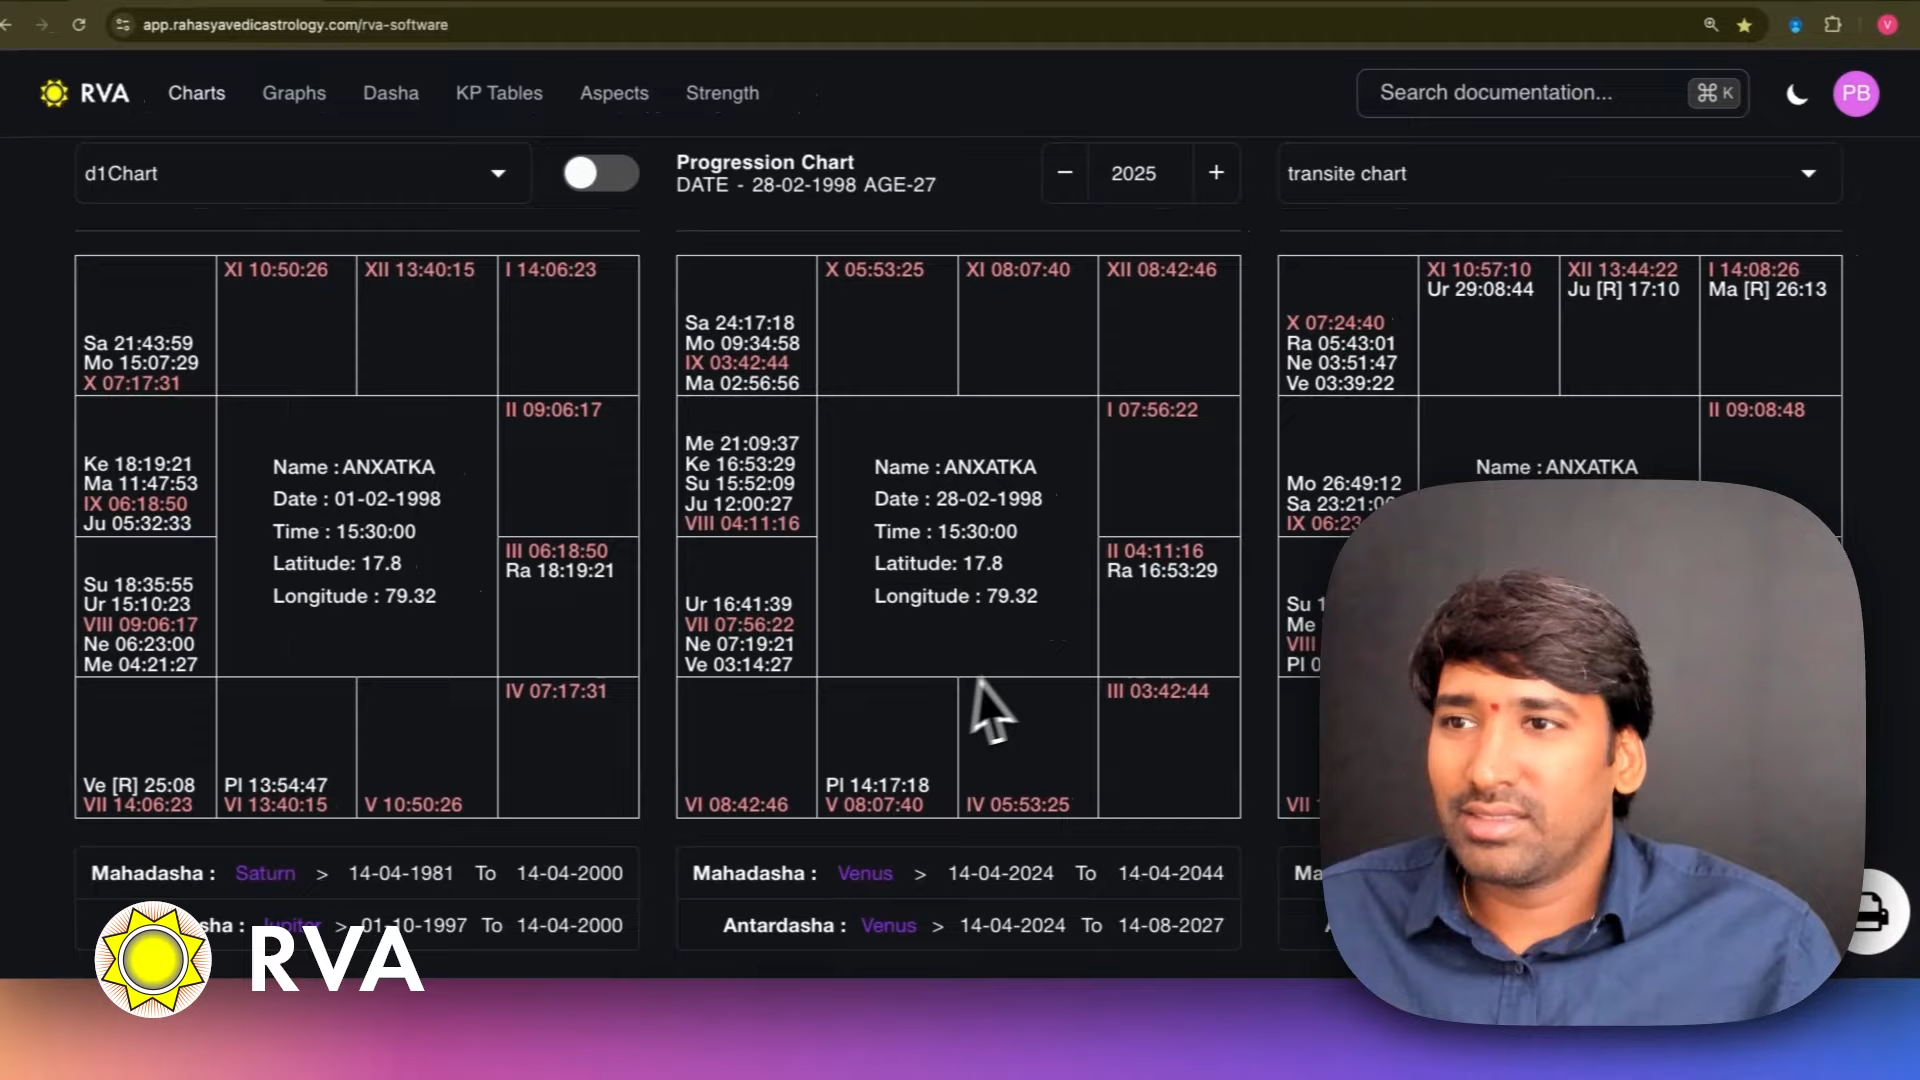 app.rahasyavedicastrology.com/rva-software
V
RVA
Charts
Graphs
Dasha
KP Tables
Aspects
Strength
Search documentation...
⌘ K
PB
d1Chart
Progression Chart
DATE - 28-02-1998 AGE-27
−
2025
+
transite chart
XI 10:50:26
XII 13:40:15
I 14:06:23
Sa 21:43:59
Mo 15:07:29
X 07:17:31
II 09:06:17
Ke 18:19:21
Ma 11:47:53
IX 06:18:50
Ju 05:32:33
Name : ANXATKA
Date : 01-02-1998
Time : 15:30:00
Latitude: 17.8
Longitude : 79.32
III 06:18:50
Ra 18:19:21
Su 18:35:55
Ur 15:10:23
VIII 09:06:17
Ne 06:23:00
Me 04:21:27
IV 07:17:31
Ve [R] 25:08
VII 14:06:23
Pl 13:54:47
VI 13:40:15
V 10:50:26
Mahadasha : Saturn > 14-04-1981 To 14-04-2000
sha : Jupiter > 01-10-1997 To 14-04-2000
X 05:53:25
XI 08:07:40
XII 08:42:46
Sa 24:17:18
Mo 09:34:58
IX 03:42:44
Ma 02:56:56
I 07:56:22
Me 21:09:37
Ke 16:53:29
Su 15:52:09
Ju 12:00:27
VIII 04:11:16
Name : ANXATKA
Date : 28-02-1998
Time : 15:30:00
Latitude: 17.8
Longitude : 79.32
II 04:11:16
Ra 16:53:29
Ur 16:41:39
VII 07:56:22
Ne 07:19:21
Ve 03:14:27
III 03:42:44
VI 08:42:46
Pl 14:17:18
V 08:07:40
IV 05:53:25
Mahadasha : Venus > 14-04-2024 To 14-04-2044
Antardasha : Venus > 14-04-2024 To 14-08-2027
XI 10:57:10
Ur 29:08:44
XII 13:44:22
Ju [R] 17:10
I 14:08:26
Ma [R] 26:13
X 07:24:40
Ra 05:43:01
Ne 03:51:47
Ve 03:39:22
II 09:08:48
Mo 26:49:12
Sa 23:21:0
IX 06:23
Name : ANXATKA
Su 1
Me
VIII
Pl 0
VII
Ma
RVA